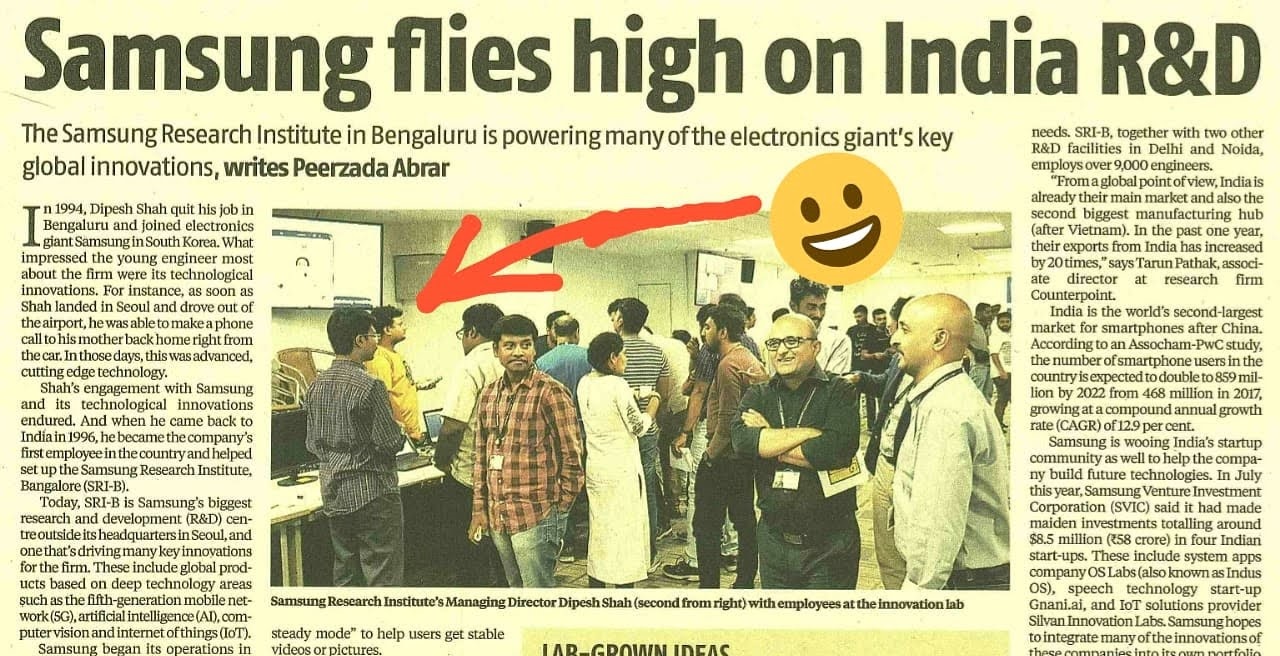 Samsung flies high on India R&D
The Samsung Research Institute in Bengaluru is powering many of the electronics giant's key
global innovations, writes Peerzada Abrar
In 1994, Dipesh Shah quit his job in
Bengaluru and joined electronics
giant Samsung in South Korea. What
impressed the young engineer most
about the firm were its technological
innovations. For instance, as soon as
Shah landed in Seoul and drove out of
the airport, he was able to make a phone
call to his mother back home right from
the car. In those days, this was advanced,
cutting edge technology.
Shah's engagement with Samsung
and its technological innovations
endured. And when he came back to
India in 1996, he became the company's
first employee in the country and helped
set up the Samsung Research Institute,
Bangalore (SRI-B).
Today, SRI-B is Samsung's biggest
research and development (R&D) cen-
tre outside its headquarters in Seoul, and
one that's driving many key innovations
for the firm. These include global prod-
ucts based on deep technology areas
such as the fifth-generation mobile net-
work (5G), artificial intelligence (AI), com-
puter vision and internet of things (IoT).
Samsung began its operations in
Samsung Research Institute's Managing Director Dipesh Shah (second from right) with employees at the innovation lab
steady mode" to help users get stable
videos or pictures.
LAB-GROWN IDEAS
needs. SRI-B, together with two other
R&D facilities in Delhi and Noida,
employs over 9,000 engineers.
"From a global point of view, India is
already their main market and also the
second biggest manufacturing hub
(after Vietnam). In the past one year,
their exports from India has increased
by 20 times," says Tarun Pathak, associ-
ate director at research firm
Counterpoint.
India is the world's second-largest
market for smartphones after China.
According to an Assocham-PwC study,
the number of smartphone users in the
country is expected to double to 859 mil-
lion by 2022 from 468 million in 2017,
growing at a compound annual growth
rate (CAGR) of 12.9 per cent.
Samsung is wooing India's startup
community as well to help the compa-
ny build future technologies. In July
this year, Samsung Venture Investment
Corporation (SVIC) said it had made
maiden investments totalling around
$8.5 million (₹58 crore) in four Indian
start-ups. These include system apps
company OS Labs (also known as Indus
OS), speech technology start-up
Gnani.ai, and IoT solutions provider
Silvan Innovation Labs. Samsung hopes
to integrate many of the innovations of
these companies into its own portfolio